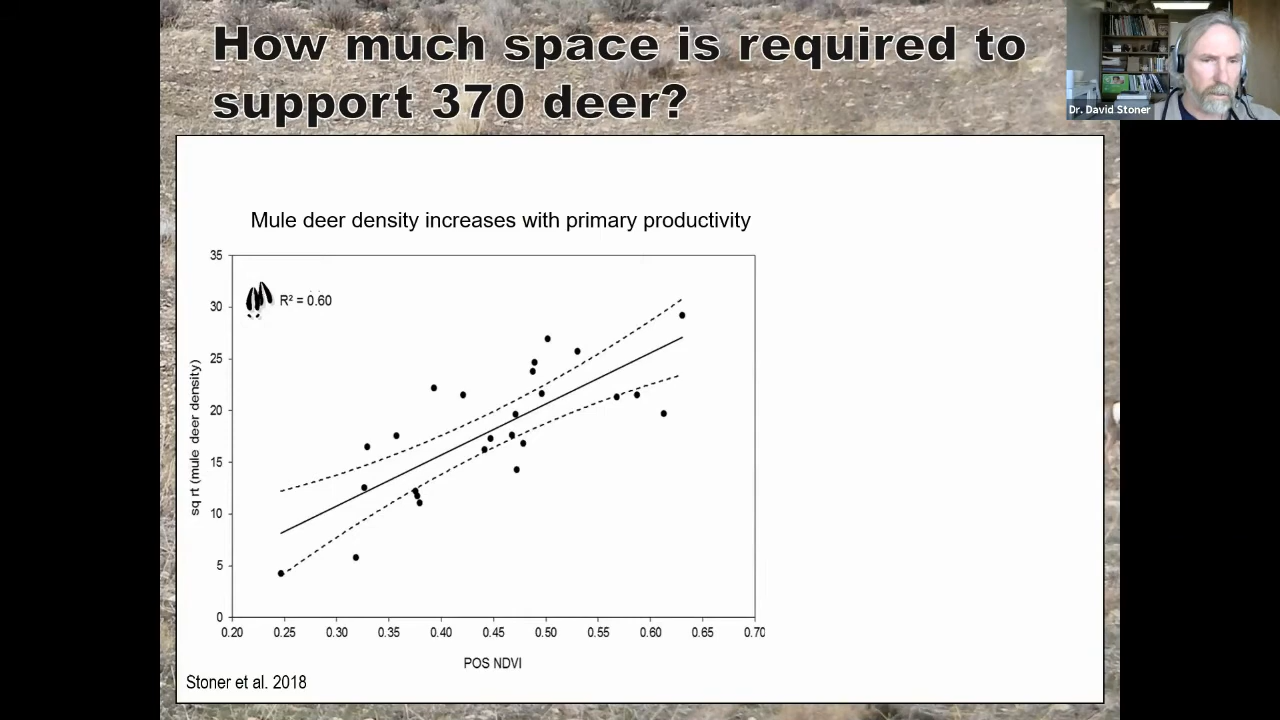 How much space is required to
support 370 deer?
Dr. David Stoner
Mule deer density increases with primary productivity
35
30
25
20
15
10
5
0
R² = 0.60
sq rt (mule deer density)
0.20 0.25 0.30 0.35 0.40 0.45 0.50 0.55 0.60 0.65 0.70
POS NDVI
Stoner et al. 2018